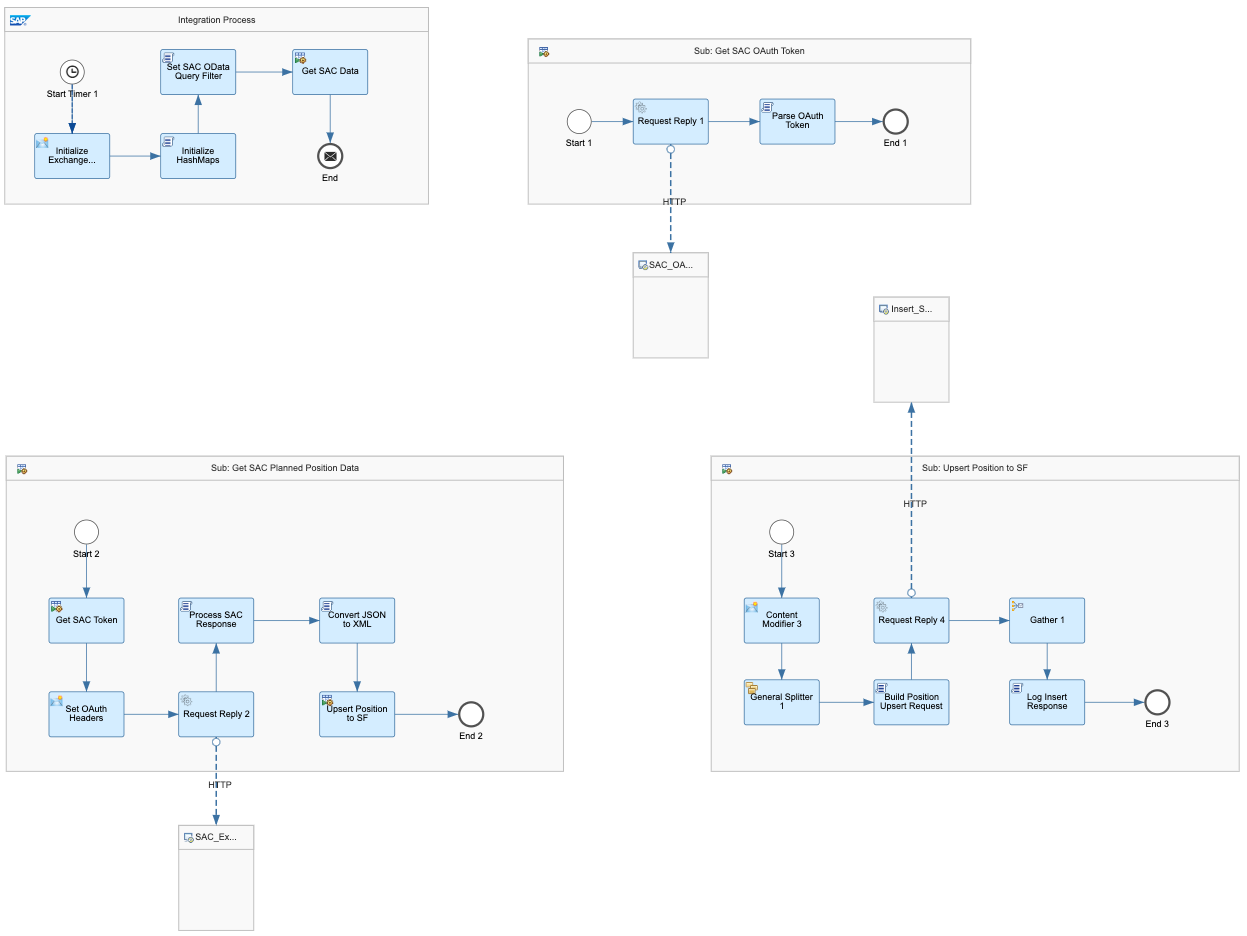 SAP
Integration Process
Start Timer 1
Set SAC OData
Query Filter
Get SAC Data
Initialize
Exchange...
Initialize
HashMaps
End
Sub: Get SAC OAuth Token
Start 1
Request Reply 1
Parse OAuth
Token
End 1
HTTP
SAC_OA...
Insert_S...
Sub: Get SAC Planned Position Data
Start 2
Get SAC Token
Process SAC
Response
Convert JSON
to XML
Set OAuth
Headers
Request Reply 2
Upsert Position
to SF
End 2
HTTP
SAC_Ex...
Sub: Upsert Position to SF
HTTP
Start 3
Content
Modifier 3
Request Reply 4
Gather 1
General Splitter
1
Build Position
Upsert Request
Log Insert
Response
End 3